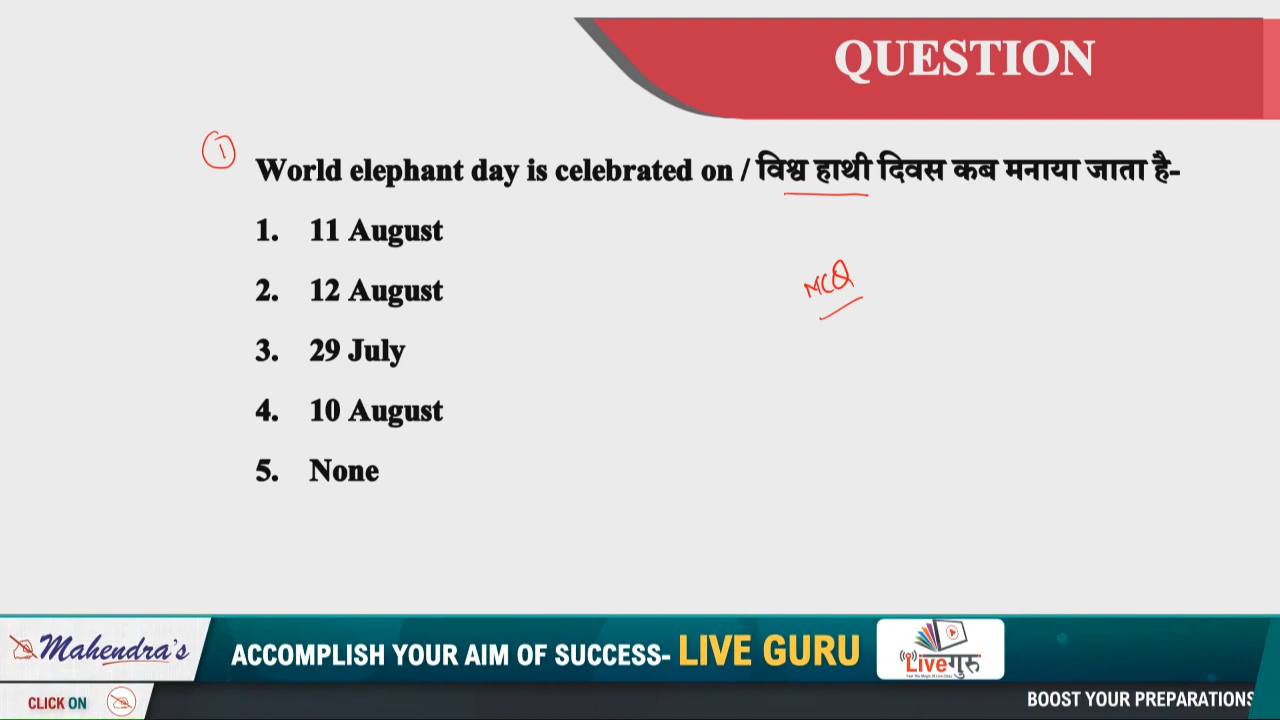 QUESTION
1
World elephant day is celebrated on / विश्व हाथी दिवस कब मनाया जाता है-
1. 11 August
MCQ
2. 12 August
3. 29 July
4. 10 August
5. None
Mahendra's
ACCOMPLISH YOUR AIM OF SUCCESS- LIVE GURU
Liveगुरु
CLICK ON
BOOST YOUR PREPARATIONS